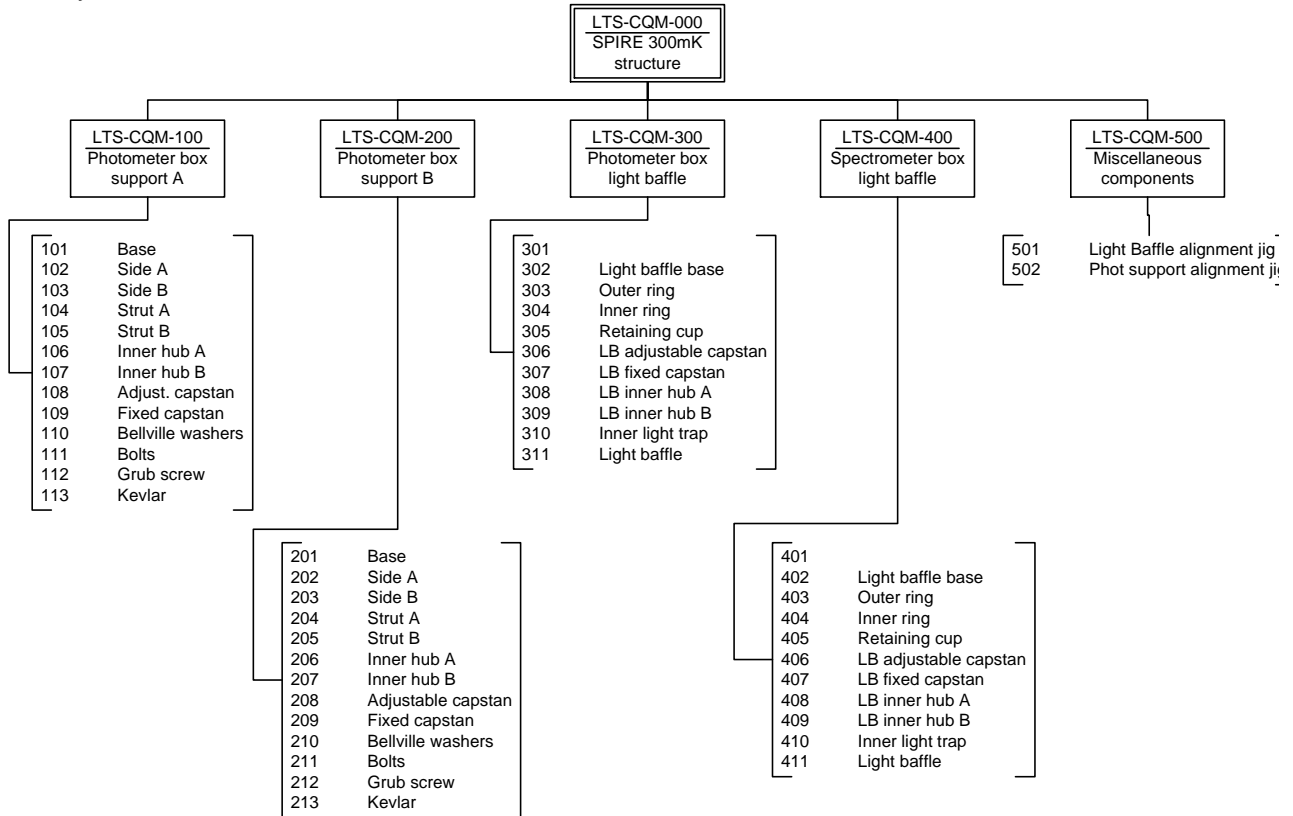 LTS-CQM-000
SPIRE 300mK
structure
LTS-CQM-100
Photometer box
support A
LTS-CQM-200
Photometer box
support B
LTS-CQM-300
Photometer box
light baffle
LTS-CQM-400
Spectrometer box
light baffle
LTS-CQM-500
Miscellaneous
components
101 Base
102 Side A
103 Side B
104 Strut A
105 Strut B
106 Inner hub A
107 Inner hub B
108 Adjust. capstan
109 Fixed capstan
110 Bellville washers
111 Bolts
112 Grub screw
113 Kevlar
201 Base
202 Side A
203 Side B
204 Strut A
205 Strut B
206 Inner hub A
207 Inner hub B
208 Adjustable capstan
209 Fixed capstan
210 Bellville washers
211 Bolts
212 Grub screw
213 Kevlar
301
302 Light baffle base
303 Outer ring
304 Inner ring
305 Retaining cup
306 LB adjustable capstan
307 LB fixed capstan
308 LB inner hub A
309 LB inner hub B
310 Inner light trap
311 Light baffle
401
402 Light baffle base
403 Outer ring
404 Inner ring
405 Retaining cup
406 LB adjustable capstan
407 LB fixed capstan
408 LB inner hub A
409 LB inner hub B
410 Inner light trap
411 Light baffle
501 Light Baffle alignment jig
502 Phot support alignment